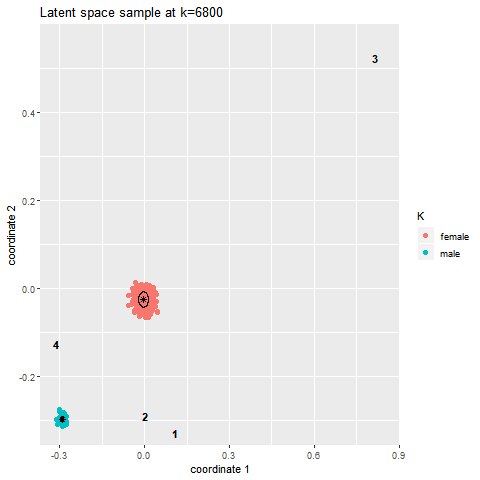 Latent space sample at k=6800
3
0.4
0.2
0.0
-0.2
4
2
1
-0.3
0.0
0.3
0.6
0.9
coordinate 1
coordinate 2
K
female
male